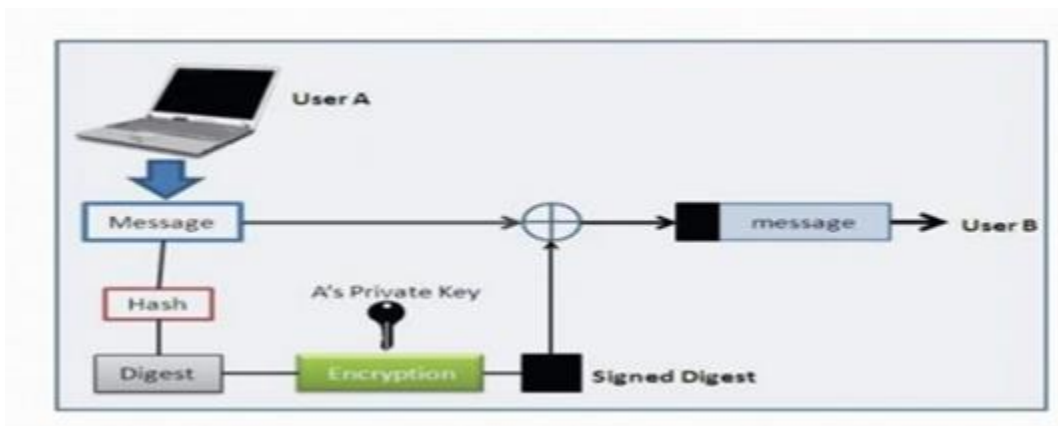 User A
Message
message
User B
A's Private Key
Hash
Digest
Encryption
Signed Digest